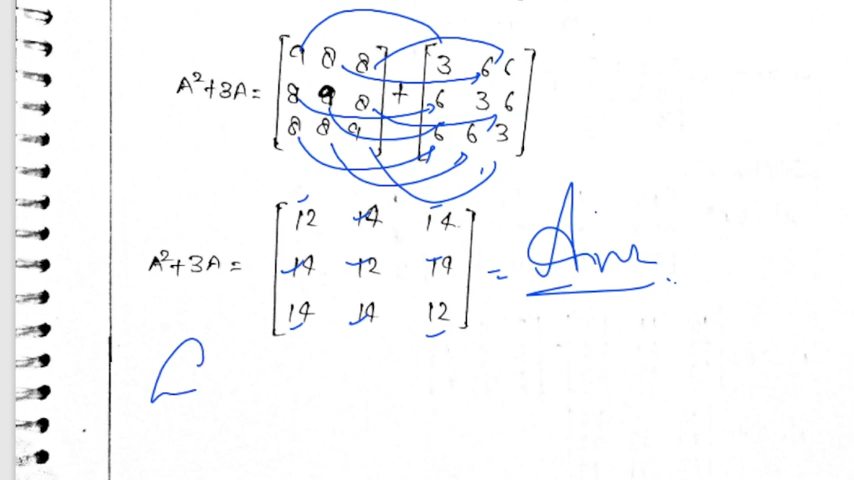 A²+3A = [9 8 8] + [3 6 6]
[8 9 8] [6 3 6]
[8 8 9] [6 6 3]
A²+3A = [12 14 14] = Ans
[14 12 14]
[14 14 12]